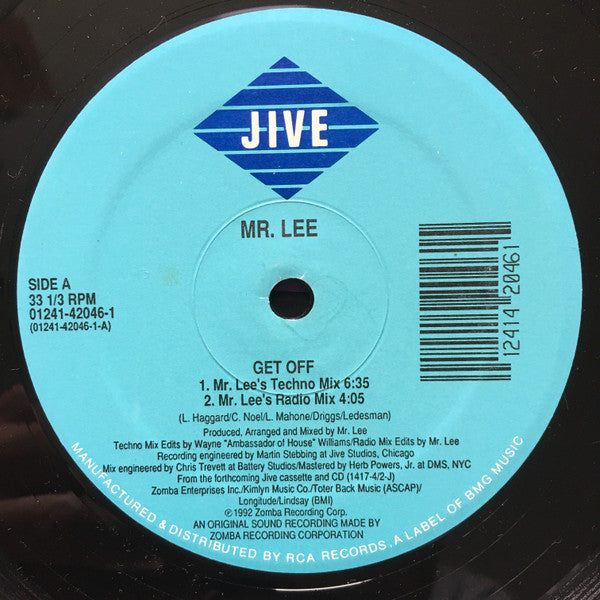 JIVE
MR. LEE
SIDE A
33 1/3 RPM
01241-42046-1
(01241-42046-1-A)
12414 20461
GET OFF
1. Mr. Lee's Techno Mix 6:35
2. Mr. Lee's Radio Mix 4:05
(L. Haggard/C. Noel/L. Mahone/Driggs/Ledesman)
Produced, Arranged and Mixed by Mr. Lee
Techno Mix Edits by Wayne "Ambassador of House" Williams/Radio Mix Edits by Mr. Lee
Recording engineered by Martin Stebbing at Jive Studios, Chicago
Mix engineered by Chris Trevett at Battery Studios/Mastered by Herb Powers, Jr. at DMS, NYC
From the forthcoming Jive cassette and CD (1417-4/2-J)
Zomba Enterprises Inc./Kimlyn Music Co./Toter Back Music (ASCAP)/
Longitude/Lindsay (BMI)
℗1992 Zomba Recording Corp.
AN ORIGINAL SOUND RECORDING MADE BY
ZOMBA RECORDING CORPORATION
MANUFACTURED & DISTRIBUTED BY RCA RECORDS, A LABEL OF BMG MUSIC